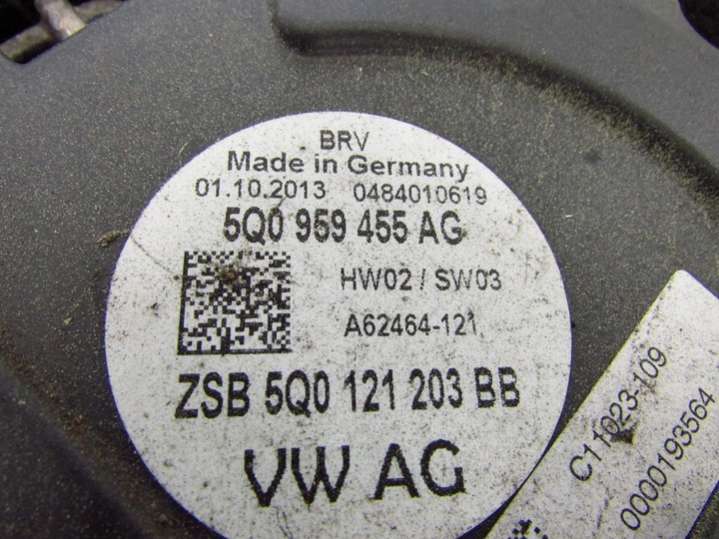 BRV
Made in Germany
01.10.2013 0484010619
5Q0 959 455 AG
HW02 / SW03
A62464-121
ZSB 5Q0 121 203 BB
VW AG
C11023-109
0000193564